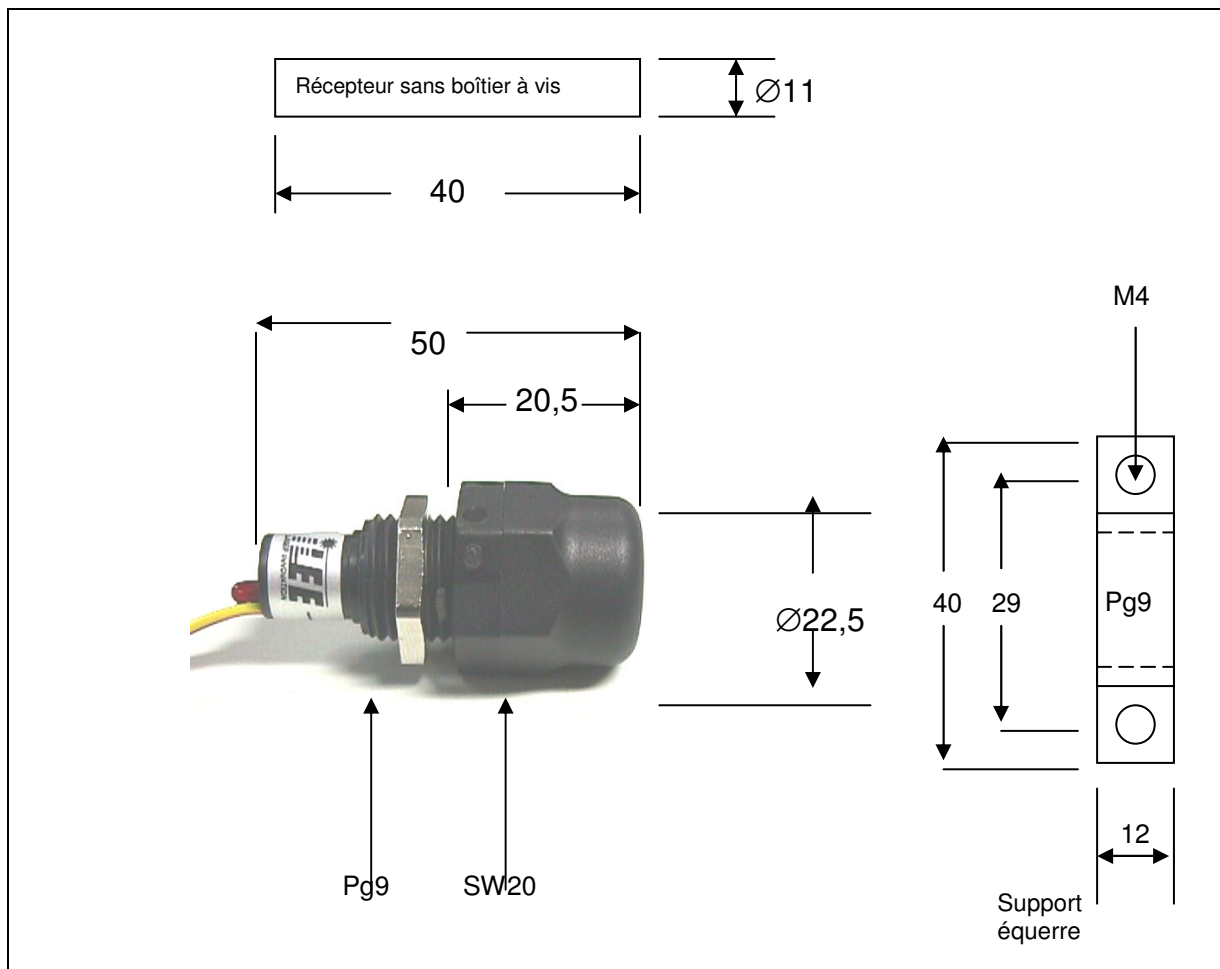 Récepteur sans boîtier à vis
∅11
40
50
20,5
M4
∅22,5
40
29
Pg9
12
Pg9
SW20
Support
équerre